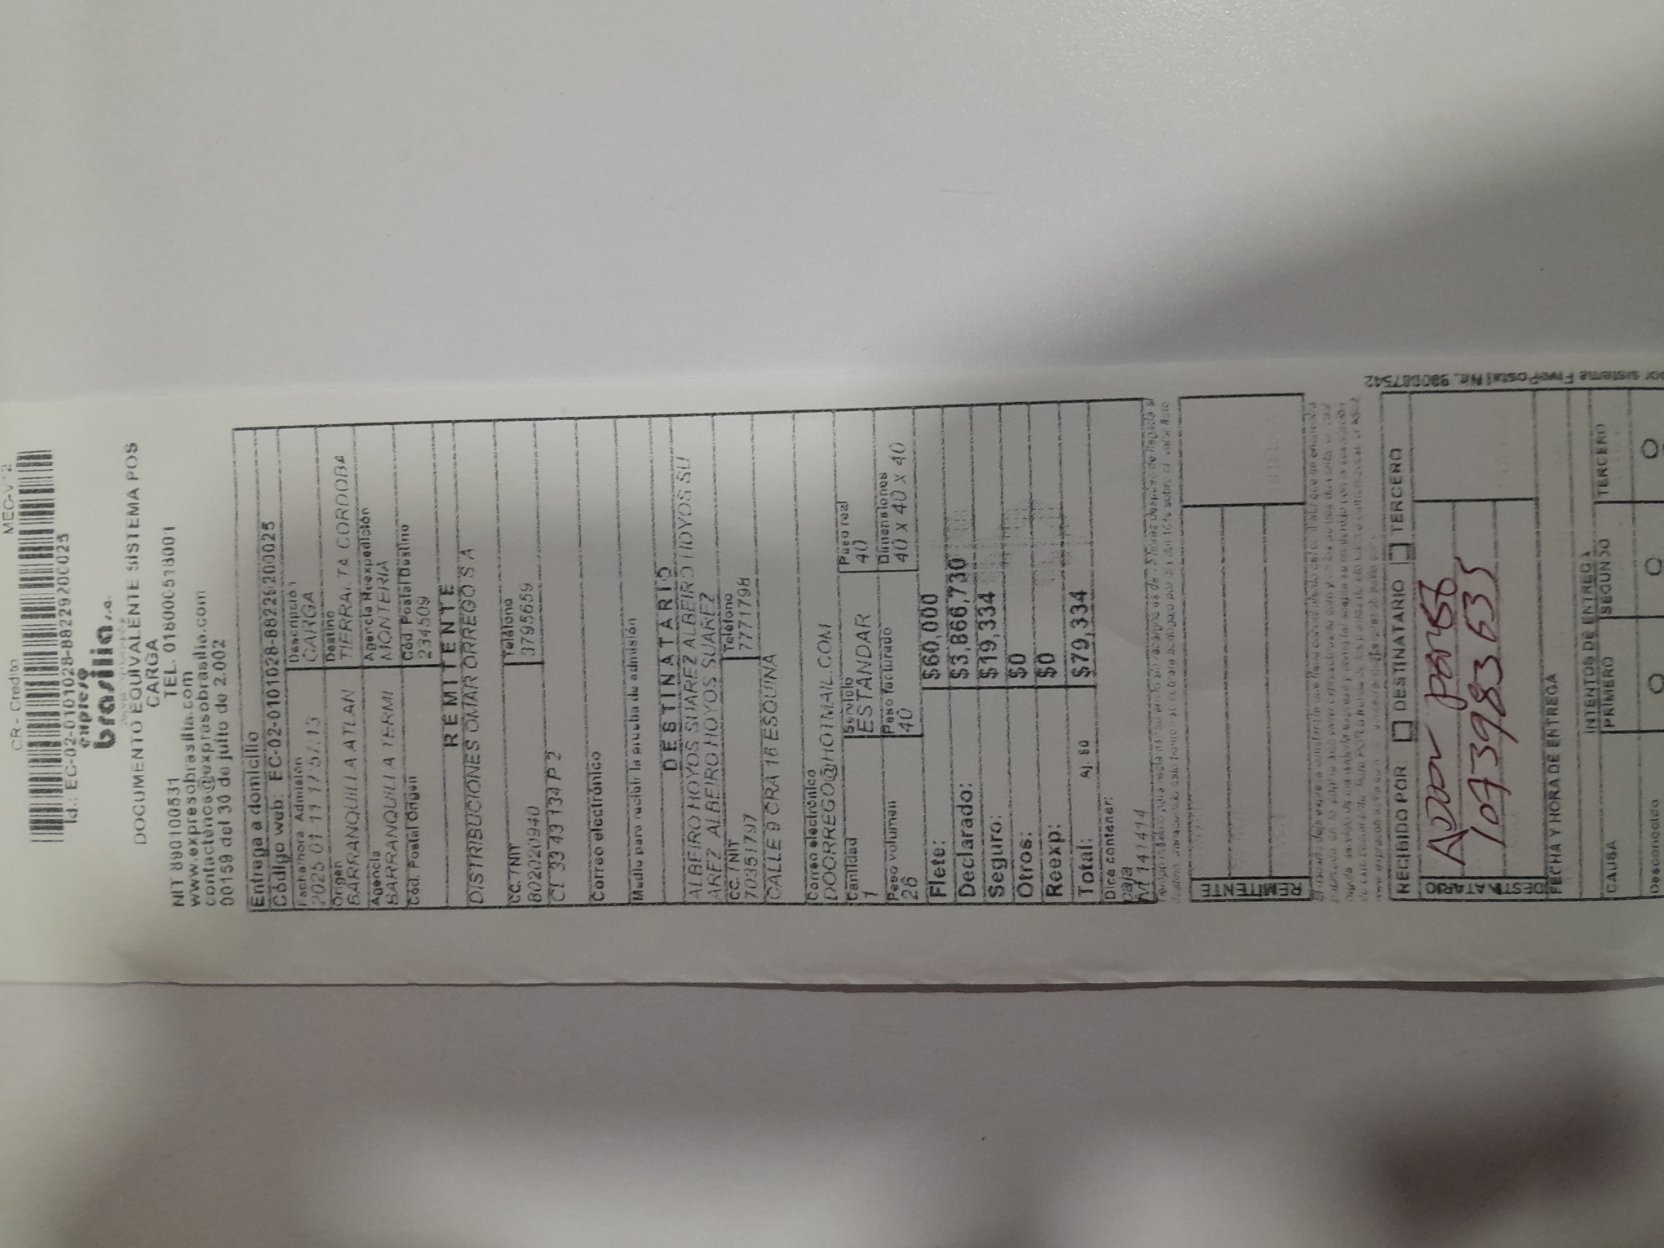 CR - Credito
MEC-V 2
Id.: EC-02-0101028-8822920C025
expreso
brasilia s.a.
DOCUMENTO EQUIVALENTE SISTEMA POS
CARGA
NIT 890100531 TEL. 018000518001
www.expresobrasilia.com
contactenos@expresobrasilia.com
00159 del 30 de julio de 2.002
Entrega a domicilio
Código web: EC-02-0101028-8822920C025
Fecha/hora Admisión Descripción
2025 01 11 17:57:13 CARGA
Origen Destino
BARRANQUILLA ATLAN TIERRALTA CORDOBA
Agencia Agencia Reexpedición
BARRANQUILLA TERMI MONTERIA
Cód. Postal Origen Cód. Postal Destino
234509
REMITENTE
DISTRIBUCIONES OMAR ORREGO S A
CC./NIT Teléfono
802020940 3795659
CL 33 43 134 P 2
Correo electrónico
Medio para recibir la prueba de admisión
DESTINATARIO
ALBEIRO HOYOS SUAREZ ALBEIRO HOYOS SU
AREZ ALBEIRO HOYOS SUAREZ
CC./NIT Teléfono
70351797 7771798
CALLE 9 CRA 16 ESQUINA
Correo electrónico
DOORREGO@HOTMAIL.COM
Cantidad Servicio Peso real
1 ESTANDAR 40
Peso volumen Peso facturado Dimensiones
26 40 40 X 40 X 40
Flete: $60,000
Declarado: $3,866,730
Seguro: $19,334
Otros: $0
Reexp: $0
Total: $79,334
Dice contener:
caja
141414
REMITENTE
RECIBIDO POR DESTINATARIO TERCERO
DESTINATARIO
1073983635
FECHA Y HORA DE ENTREGA
INTENTOS DE ENTREGA
CAUSA PRIMERO SEGUNDO TERCERO
Desconocido